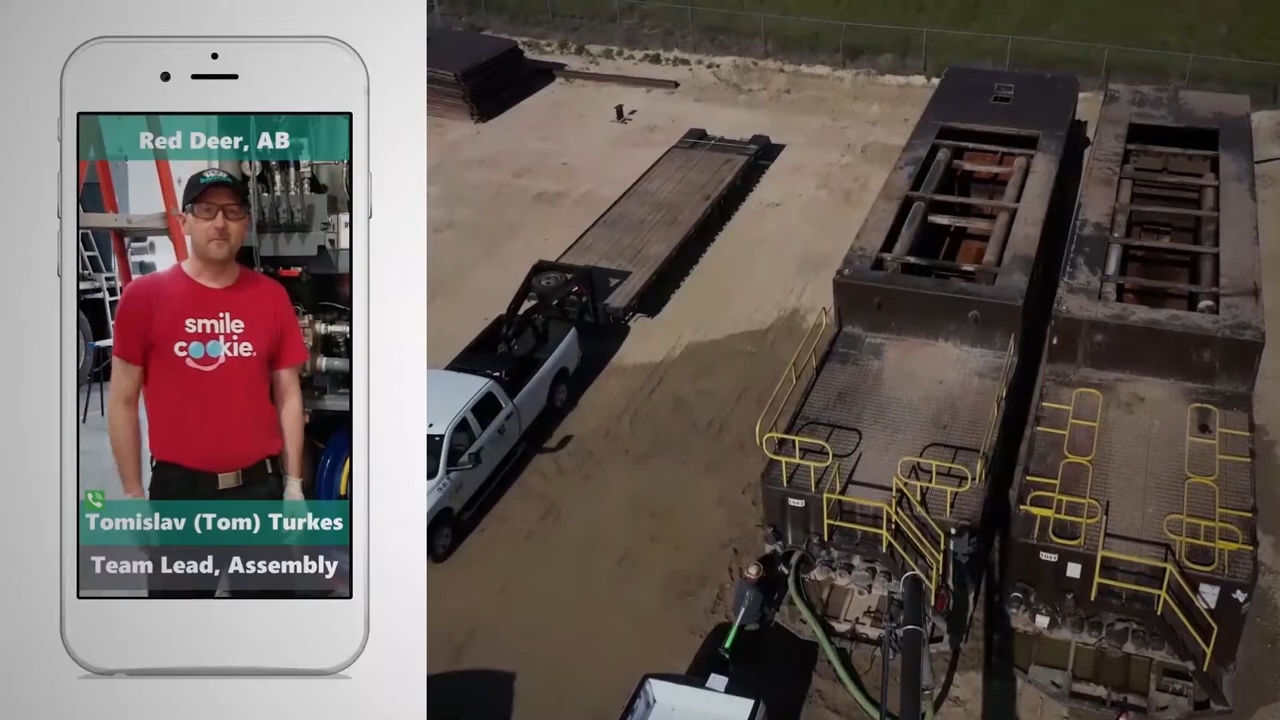 Red Deer, AB
smile
cookie.
Tomislav (Tom) Turkes
Team Lead, Assembly